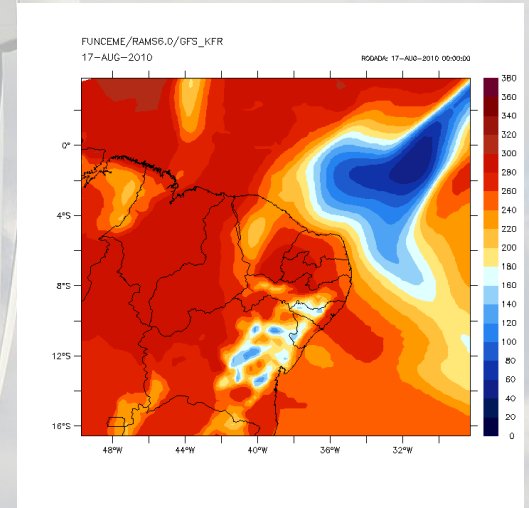 FUNCEME/RAMS6.0/GFS_KFR
17-AUG-2010
RODADA: 17-AUG-2010 00:00:00
380
360
340
320
300
280
260
240
220
200
180
160
140
120
100
80
60
40
20
0
0°
4°S
8°S
12°S
16°S
48°W
44°W
40°W
36°W
32°W